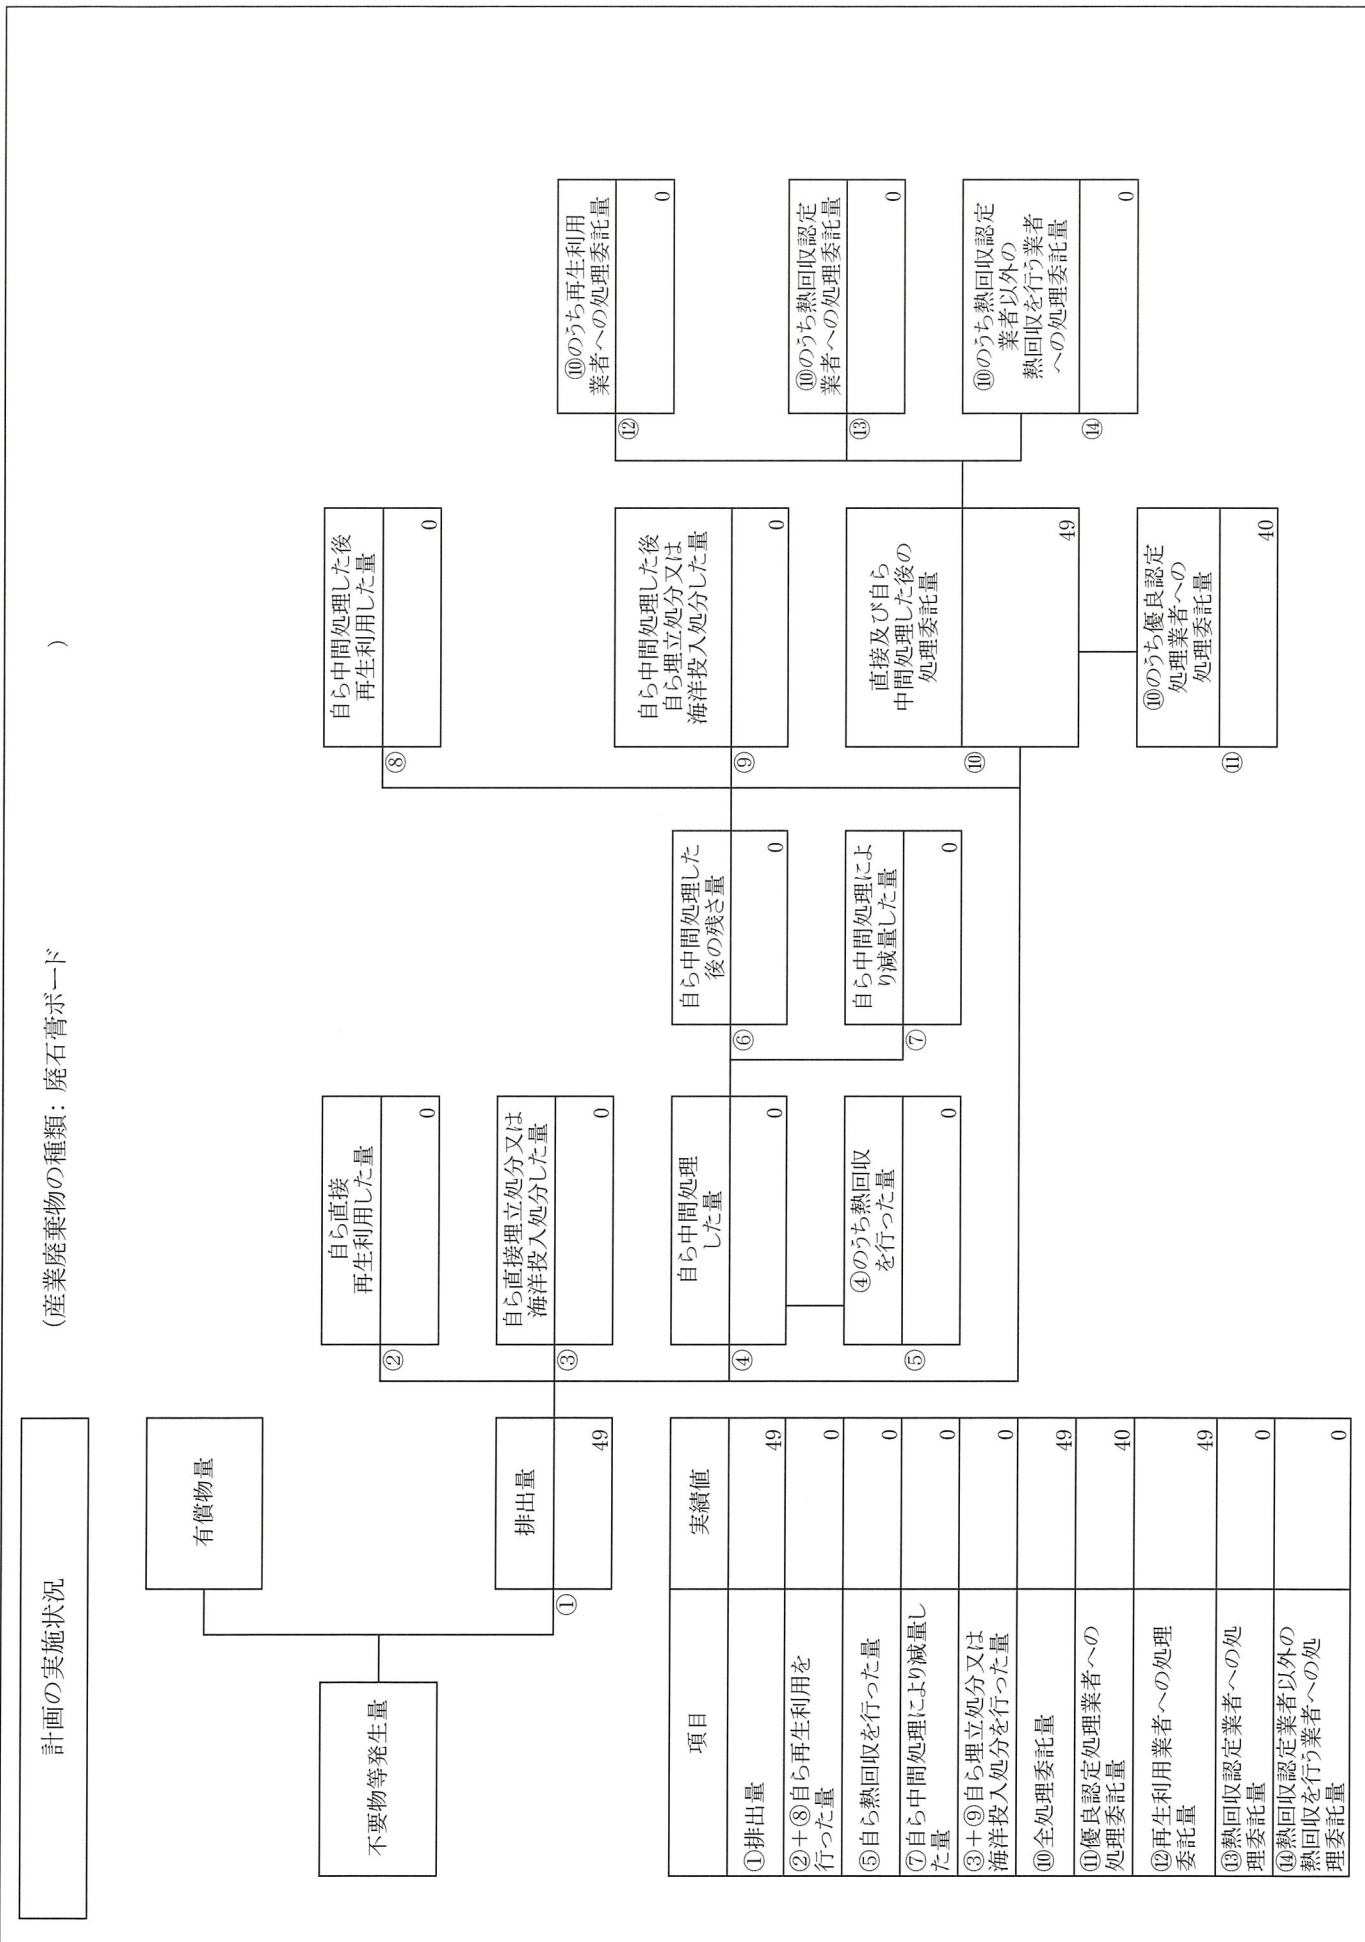 計画の実施状況
(産業廃棄物の種類：廃石膏ボード
)
不要物等発生量
有償物量
①
排出量
49
②
自ら直接
再生利用した量
0
③
自ら直接埋立処分又は
海洋投入処分した量
0
④
自ら中間処理
した量
0
⑤
④のうち熱回収
を行った量
0
⑥
自ら中間処理した
後の残さ量
0
⑦
自ら中間処理によ
り減量した量
0
⑧
自ら中間処理した後
再生利用した量
0
⑨
自ら中間処理した後
自ら埋立処分又は
海洋投入処分した量
0
⑩
直接及び自ら
中間処理した後の
処理委託量
49
⑪
⑩のうち優良認定
処理業者への
処理委託量
40
⑫
⑩のうち再生利用
業者への処理委託量
0
⑬
⑩のうち熱回収認定
業者への処理委託量
0
⑭
⑩のうち熱回収認定
業者以外の
熱回収を行う業者
への処理委託量
0
項目 実績値
①排出量 49
②＋⑧自ら再生利用を
行った量 0
⑤自ら熱回収を行った量 0
⑦自ら中間処理により減量し
た量 0
③＋⑨自ら埋立処分又は
海洋投入処分を行った量 0
⑩全処理委託量 49
⑪優良認定処理業者への
処理委託量 40
⑫再生利用業者への処理
委託量 49
⑬熱回収認定業者への処
理委託量 0
⑭熱回収認定業者以外の
熱回収を行う業者への処
理委託量 0